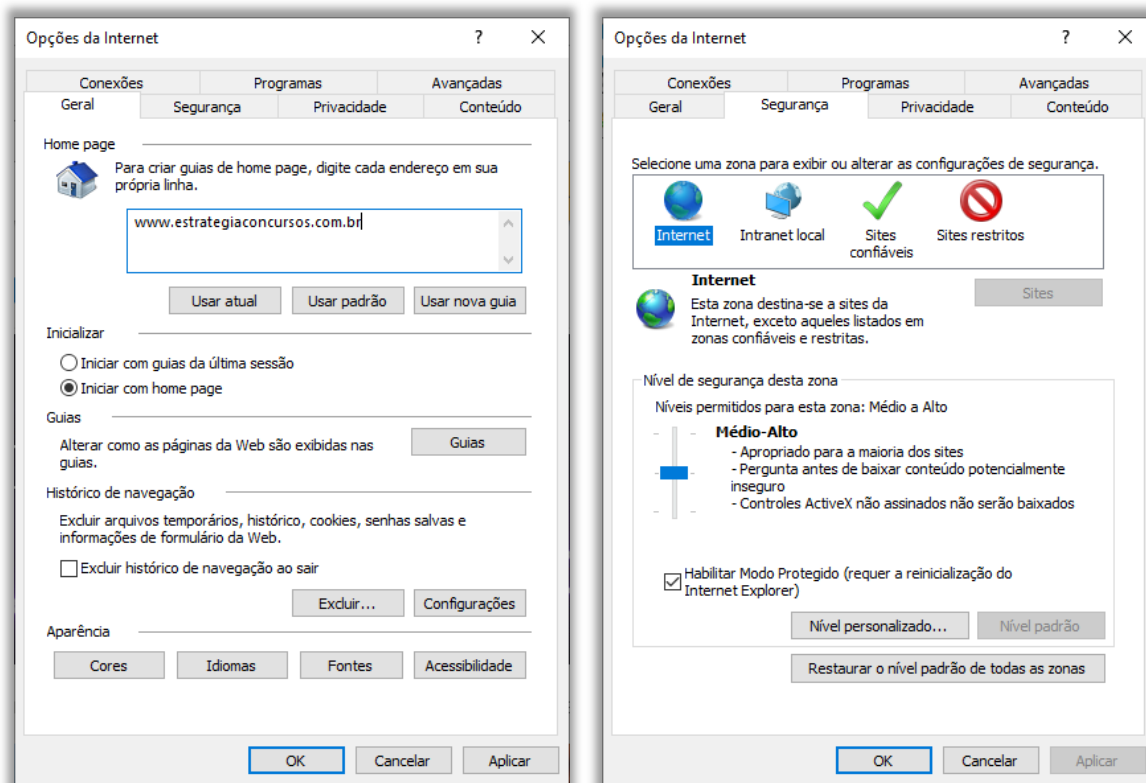 Opções da Internet
?
Conexões
Programas
Avançadas
Geral
Segurança
Privacidade
Conteúdo
Home page
Para criar guias de home page, digite cada endereço em sua
própria linha.
www.estrategiaconcursos.com.br
Usar atual
Usar padrão
Usar nova guia
Inicializar
Iniciar com guias da última sessão
Iniciar com home page
Guias
Alterar como as páginas da Web são exibidas nas
guias.
Guias
Histórico de navegação
Excluir arquivos temporários, histórico, cookies, senhas salvas e
informações de formulário da Web.
Excluir histórico de navegação ao sair
Excluir...
Configurações
Aparência
Cores
Idiomas
Fontes
Acessibilidade
OK
Cancelar
Aplicar
Opções da Internet
?
Conexões
Programas
Avançadas
Geral
Segurança
Privacidade
Conteúdo
Selecione uma zona para exibir ou alterar as configurações de segurança.
Internet
Intranet local
Sites
confiáveis
Sites restritos
Internet
Esta zona destina-se a sites da
Internet, exceto aqueles listados em
zonas confiáveis e restritas.
Sites
Nível de segurança desta zona
Níveis permitidos para esta zona: Médio a Alto
Médio-Alto
- Apropriado para a maioria dos sites
- Pergunta antes de baixar conteúdo potencialmente
inseguro
- Controles ActiveX não assinados não serão baixados
Habilitar Modo Protegido (requer a reinicialização do
Internet Explorer)
Nível personalizado...
Nível padrão
Restaurar o nível padrão de todas as zonas
OK
Cancelar
Aplicar